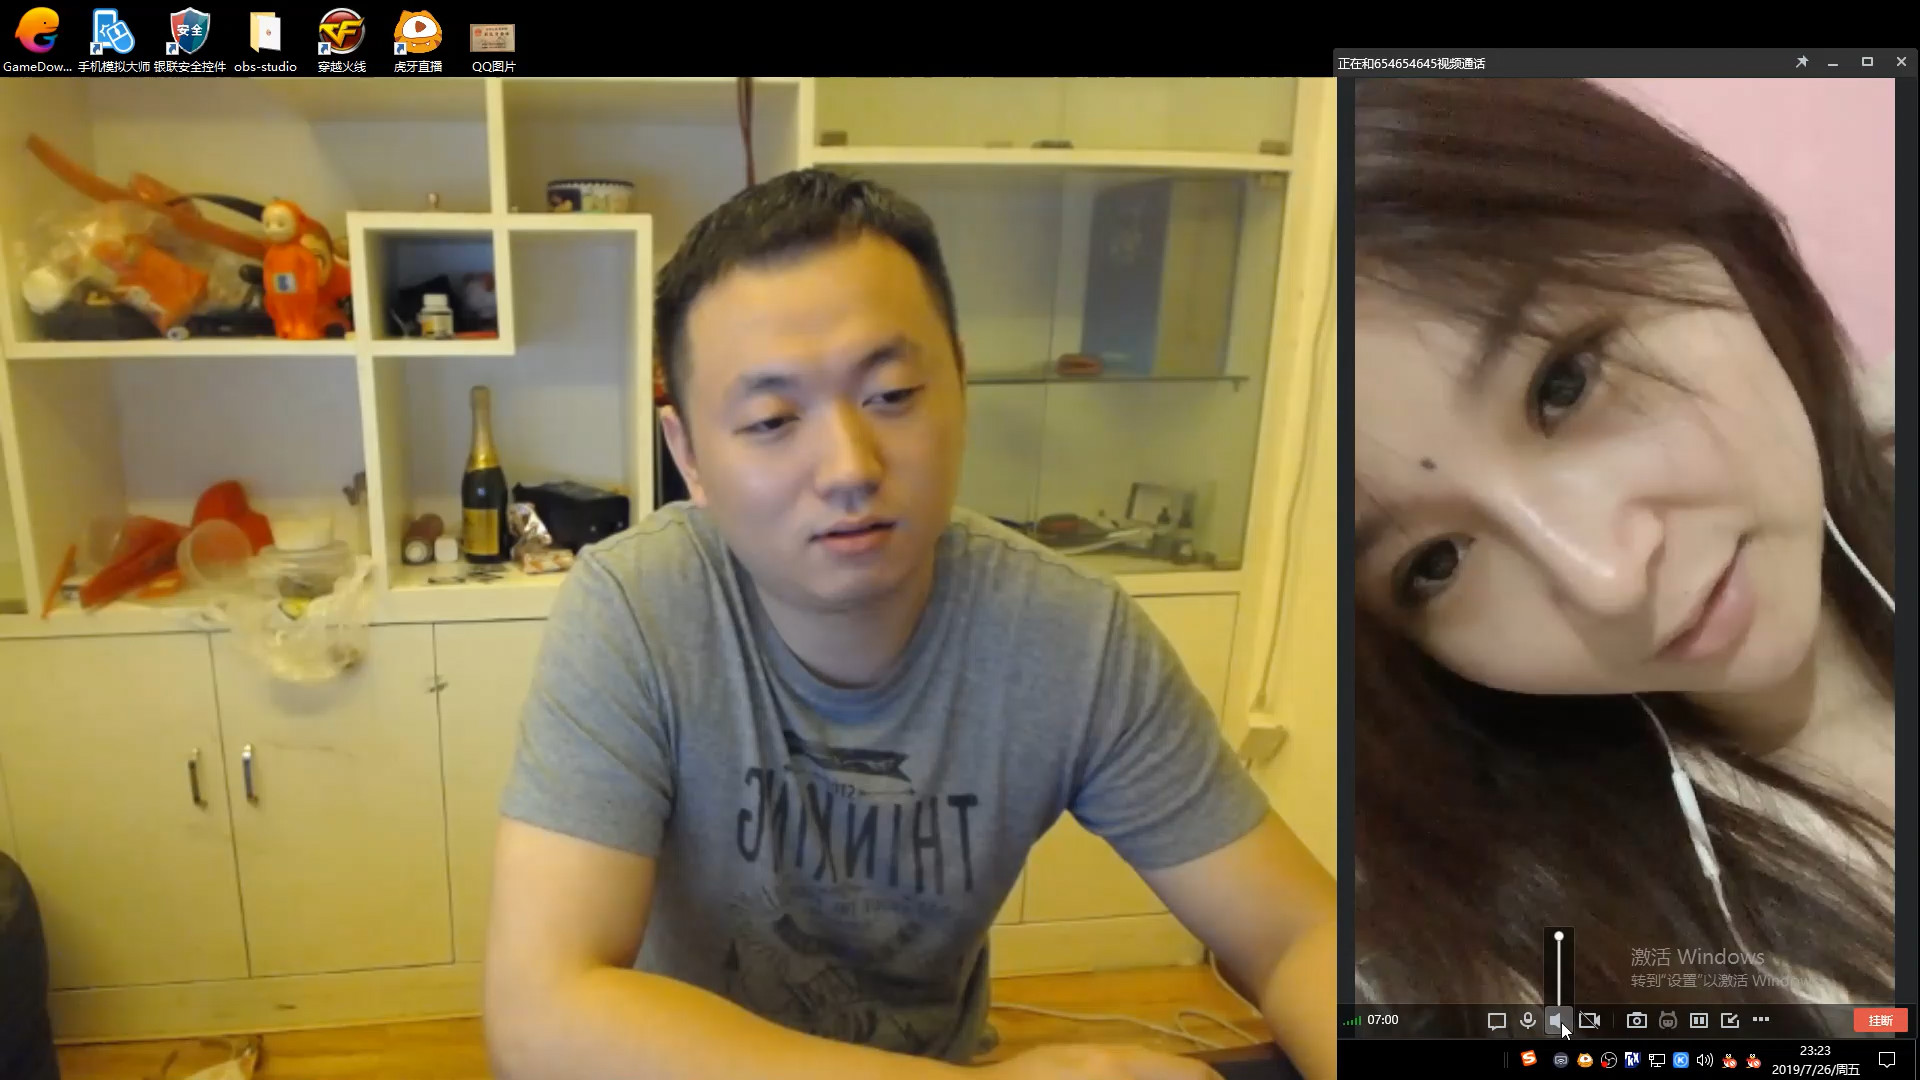 GameDow... 手机模拟大师 银联安全控件 obs-studio 穿越火线 虎牙直播 QQ图片
安全
正在和654654645视频通话
THINKING
激活 Windows
转到"设置"以激活 Windows
07:00
挂断
23:23
2019/7/26/周五